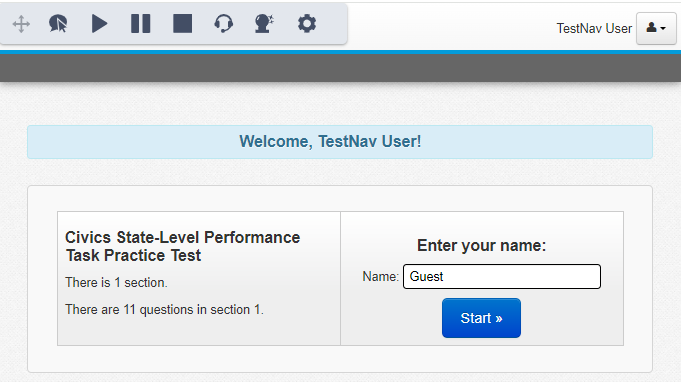 TestNav User
Welcome, TestNav User!
Civics State-Level Performance
Task Practice Test
There is 1 section.
There are 11 questions in section 1.
Enter your name:
Name: Guest
Start »